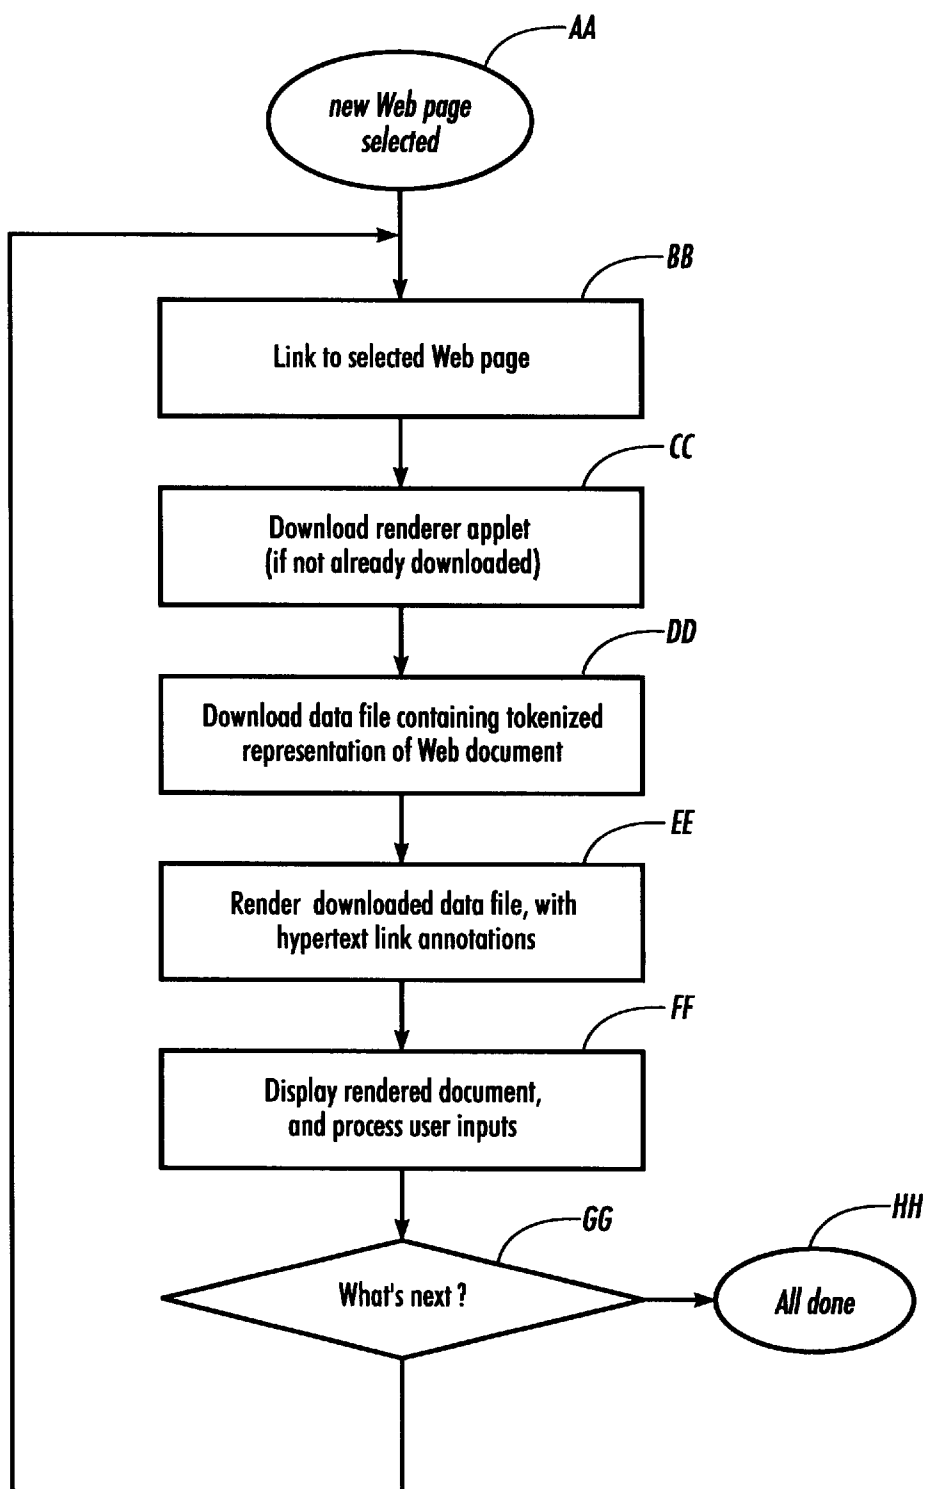 AA
new Web page
selected
BB
Link to selected Web page
CC
Download renderer applet
(if not already downloaded)
DD
Download data file containing tokenized
representation of Web document
EE
Render downloaded data file, with
hypertext link annotations
FF
Display rendered document,
and process user inputs
GG
What's next ?
HH
All done